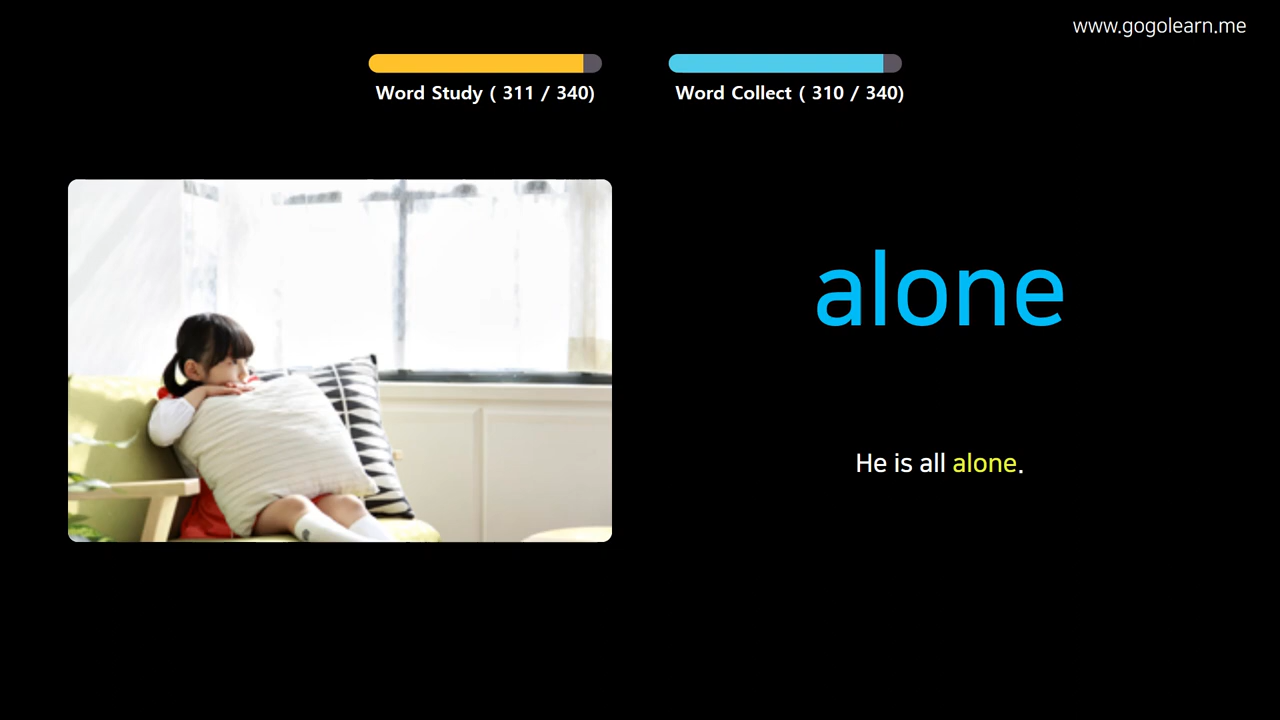 www.gogolearn.me
Word Study ( 311 / 340)
Word Collect ( 310 / 340)
alone
He is all alone.